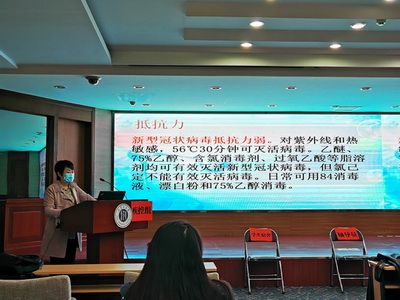 抵抗力
新型冠状病毒抵抗力弱。对紫外线和热
敏感，56℃30分钟可灭活病毒。乙醚、
75%乙醇、含氯消毒剂、过氧乙酸等脂溶
剂均可有效灭活新型冠状病毒。但氯己
定不能有效灭活病毒。日常可用84消毒
液、漂白粉和75%乙醇消毒。